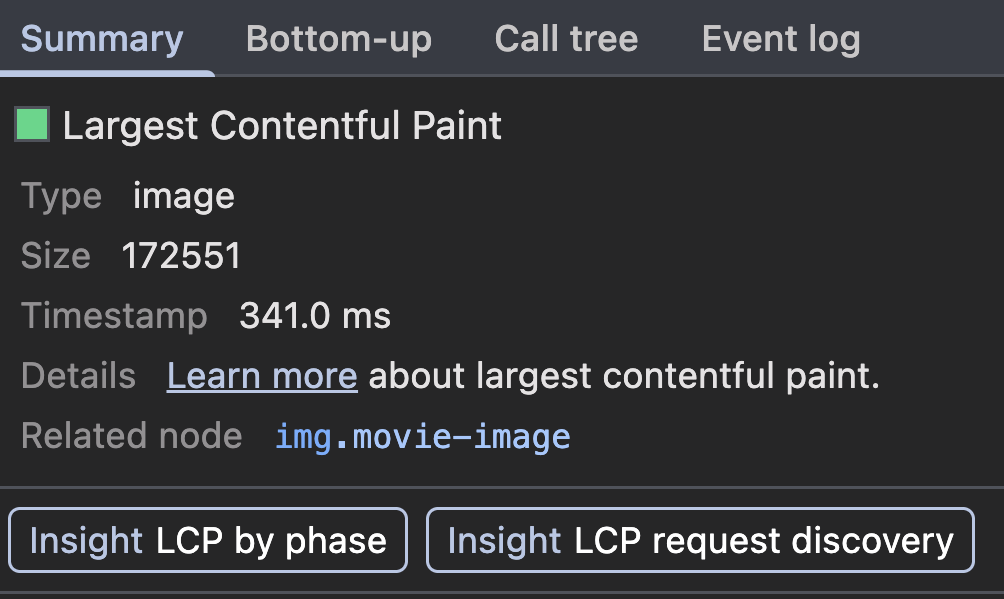 Summary Bottom-up Call tree Event log
Largest Contentful Paint
Type image
Size 172551
Timestamp 341.0 ms
Details Learn more about largest contentful paint.
Related node img.movie-image
Insight LCP by phase Insight LCP request discovery